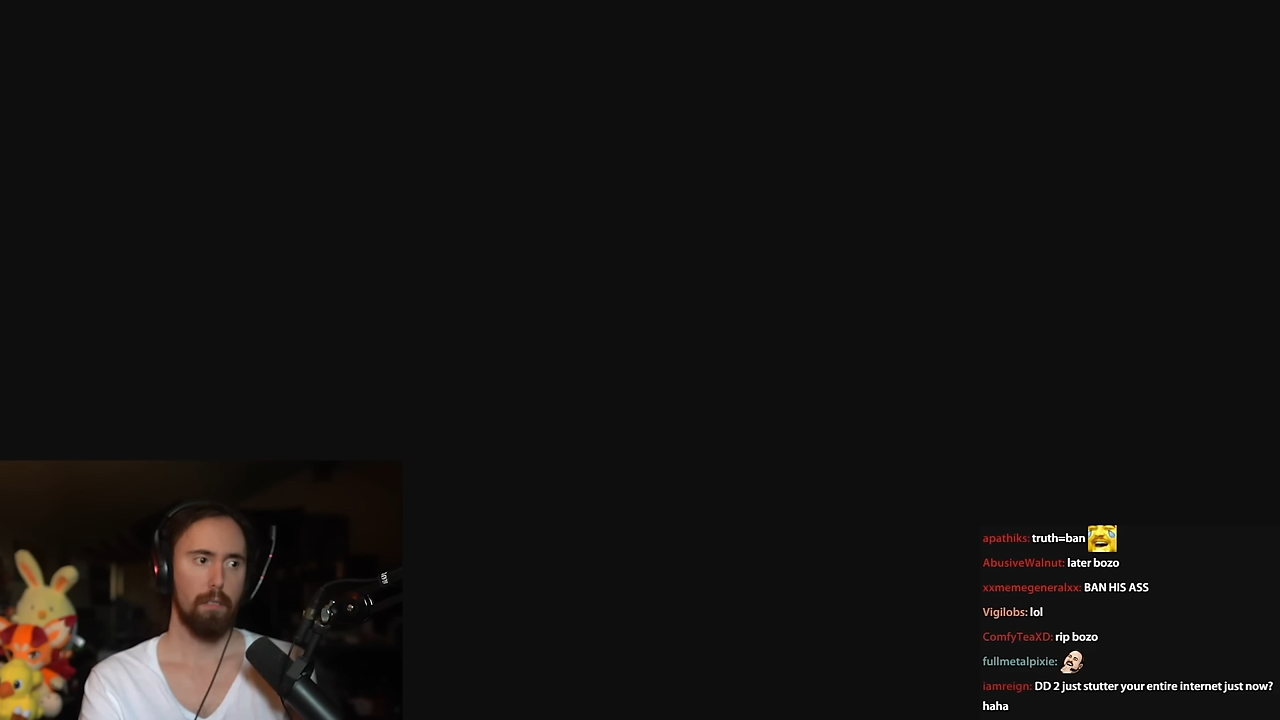 apathiks: truth=ban
AbusiveWalnut: later bozo
xxmemegeneralxx: BAN HIS ASS
Vigilobs: lol
ComfyTeaXD: rip bozo
fullmetalpixie:
iamreign: DD 2 just stutter your entire internet just now?
haha